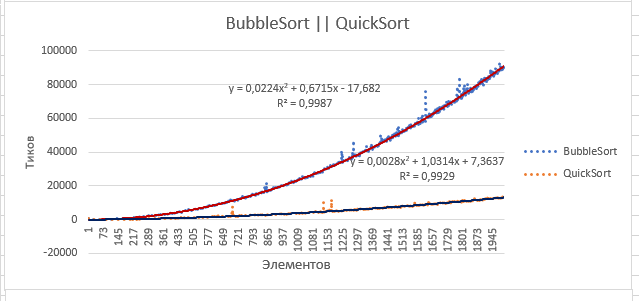 BubbleSort || QuickSort
100000
80000
60000
40000
20000
0
-20000
Тиков
y = 0,0224x² + 0,6715x - 17,682
R² = 0,9987
y = 0,0028x² + 1,0314x + 7,3637
R² = 0,9929
BubbleSort
QuickSort
1 73 145 217 289 361 433 505 577 649 721 793 865 937 1009 1081 1153 1225 1297 1369 1441 1513 1585 1657 1729 1801 1873 1945
Элементов